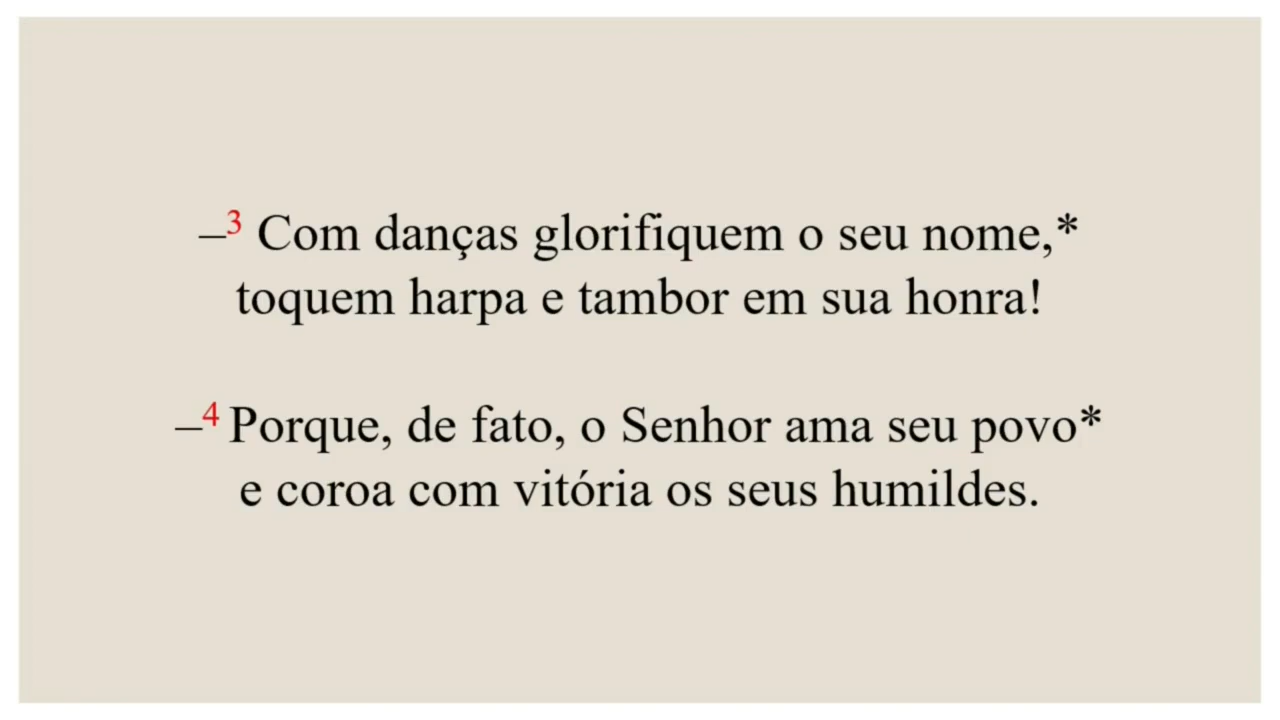 –3 Com danças glorifiquem o seu nome,*
toquem harpa e tambor em sua honra!
–4 Porque, de fato, o Senhor ama seu povo*
e coroa com vitória os seus humildes.